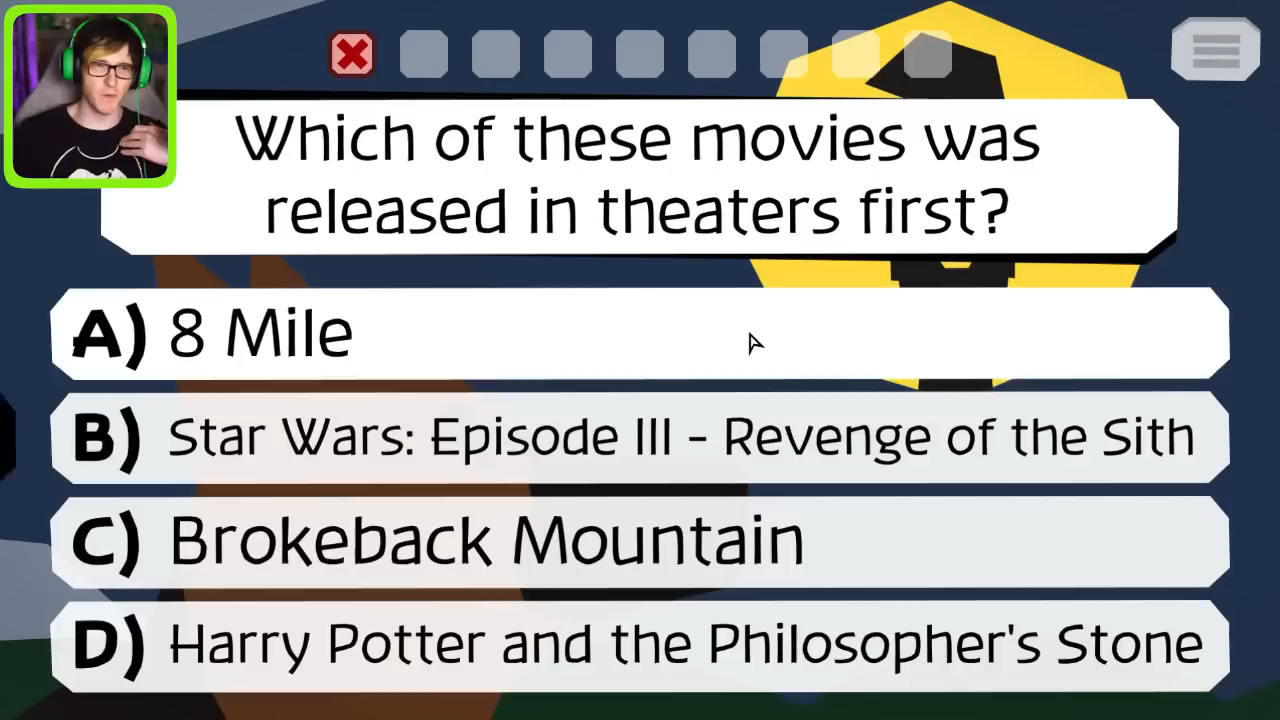 Which of these movies was
released in theaters first?
A) 8 Mile
B) Star Wars: Episode III - Revenge of the Sith
C) Brokeback Mountain
D) Harry Potter and the Philosopher's Stone